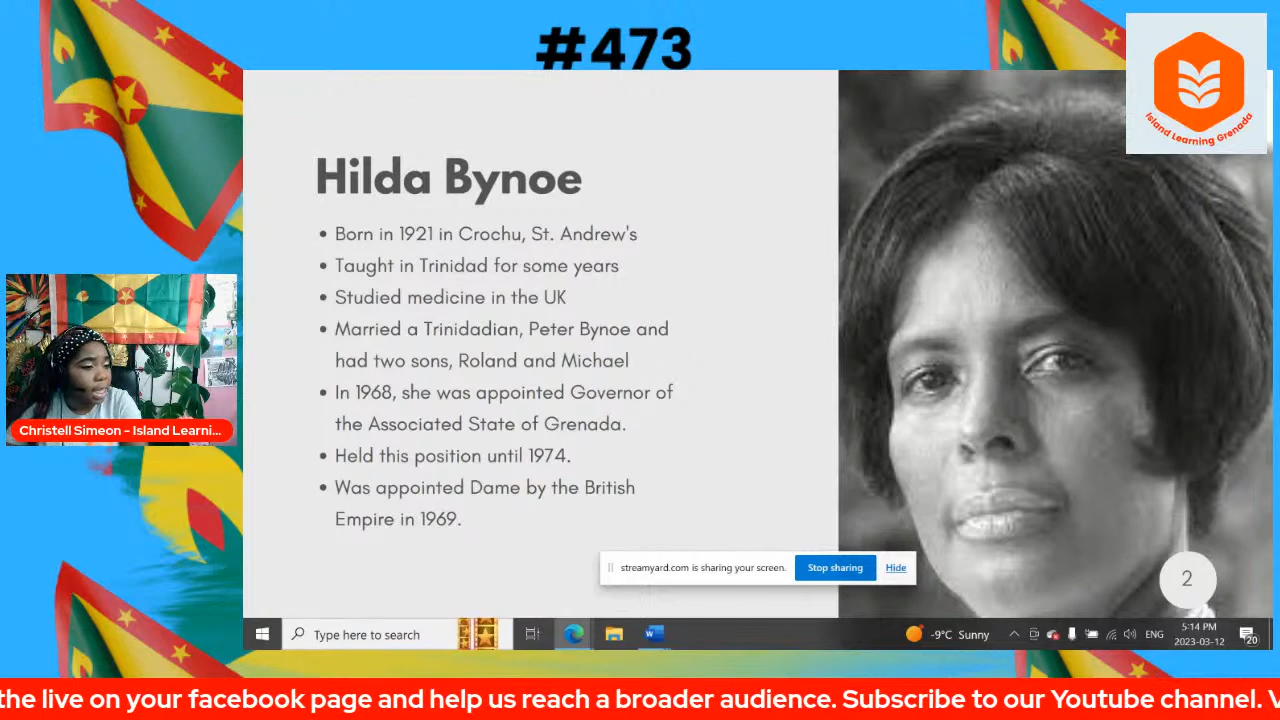 #473
Island Learning Grenada
Hilda Bynoe
• Born in 1921 in Crochu, St. Andrew's
• Taught in Trinidad for some years
• Studied medicine in the UK
• Married a Trinidadian, Peter Bynoe and
had two sons, Roland and Michael
• In 1968, she was appointed Governor of
the Associated State of Grenada.
• Held this position until 1974.
• Was appointed Dame by the British
Empire in 1969.
Christell Simeon - Island Learni...
streamyard.com is sharing your screen.
Stop sharing
Hide
2
Type here to search
-9°C Sunny
ENG
5:14 PM
2023-03-12
20
the live on your facebook page and help us reach a broader audience. Subscribe to our Youtube channel. V